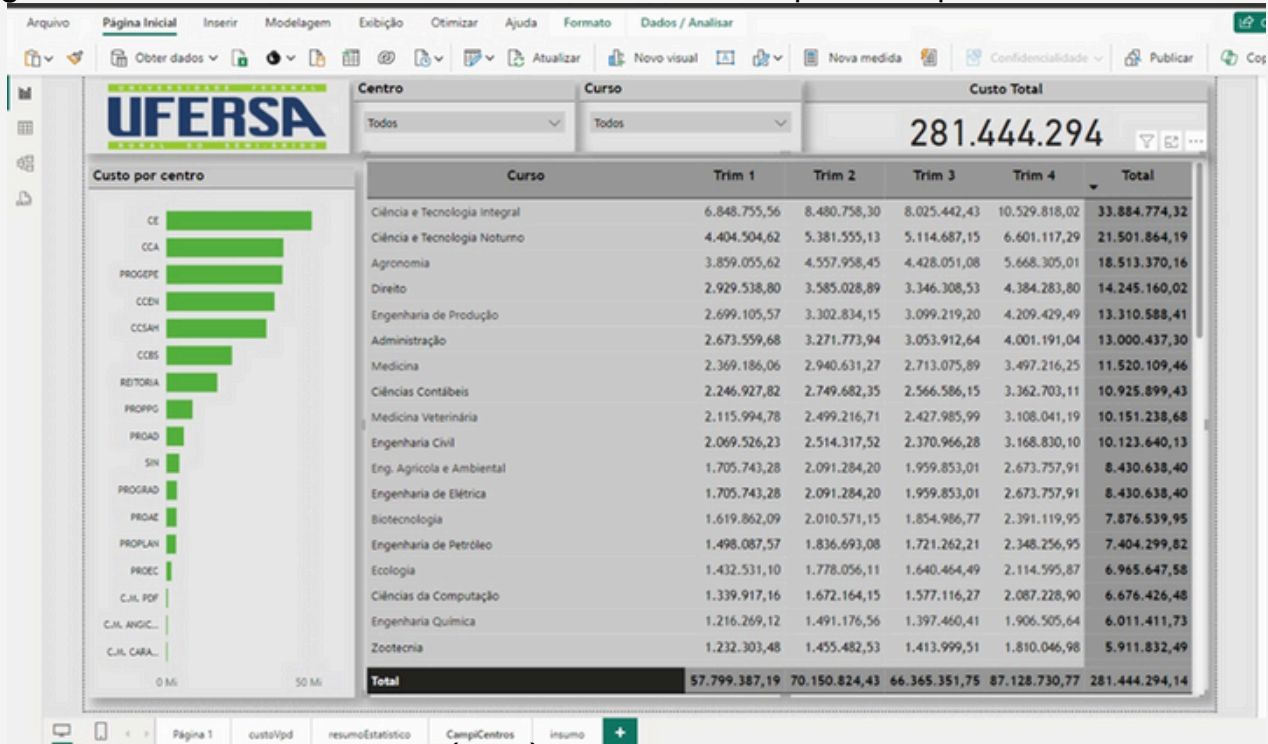 Arquivo Página Inicial Inserir Modelagem Exibição Otimizar Ajuda Formato Dados / Analisar
Obter dados Atualizar Novo visual Nova medida Confidencialidade Publicar
UNIVERSIDADE FEDERAL
UFERSA
RURAL DO SEMI-ÁRIDO
Centro Curso Custo Total
Todos Todos
281.444.294
Custo por centro
CE
CCA
PROGEPE
CCEN
CCSAH
CCBS
REITORIA
PROPPG
PROAD
SIN
PROGRAD
PROAE
PROPLAN
PROEC
C.M. PDF
C.M. ANGIC...
C.M. CARA...
0 Mi 50 Mi
Curso Trim 1 Trim 2 Trim 3 Trim 4 Total
Ciência e Tecnologia Integral 6.848.755,56 8.480.758,30 8.025.442,43 10.529.818,02 33.884.774,32
Ciência e Tecnologia Noturno 4.404.504,62 5.381.555,13 5.114.687,15 6.601.117,29 21.501.864,19
Agronomia 3.859.055,62 4.557.958,45 4.428.051,08 5.668.305,01 18.513.370,16
Direito 2.929.538,80 3.585.028,89 3.346.308,53 4.384.283,80 14.245.160,02
Engenharia de Produção 2.699.105,57 3.302.834,15 3.099.219,20 4.209.429,49 13.310.588,41
Administração 2.673.559,68 3.271.773,94 3.053.912,64 4.001.191,04 13.000.437,30
Medicina 2.369.186,06 2.940.631,27 2.713.075,89 3.497.216,25 11.520.109,46
Ciências Contábeis 2.246.927,82 2.749.682,35 2.566.586,15 3.362.703,11 10.925.899,43
Medicina Veterinária 2.115.994,78 2.499.216,71 2.427.985,99 3.108.041,19 10.151.238,68
Engenharia Civil 2.069.526,23 2.514.317,52 2.370.966,28 3.168.830,10 10.123.640,13
Eng. Agrícola e Ambiental 1.705.743,28 2.091.284,20 1.959.853,01 2.673.757,91 8.430.638,40
Engenharia de Elétrica 1.705.743,28 2.091.284,20 1.959.853,01 2.673.757,91 8.430.638,40
Biotecnologia 1.619.862,09 2.010.571,15 1.854.986,77 2.391.119,95 7.876.539,95
Engenharia de Petróleo 1.498.087,57 1.836.693,08 1.721.262,21 2.348.256,95 7.404.299,82
Ecologia 1.432.531,10 1.778.056,11 1.640.464,49 2.114.595,87 6.965.647,58
Ciências da Computação 1.339.917,16 1.672.164,15 1.577.116,27 2.087.228,90 6.676.426,48
Engenharia Química 1.216.269,12 1.491.176,56 1.397.460,41 1.906.505,64 6.011.411,73
Zootecnia 1.232.303,48 1.455.482,53 1.413.999,51 1.810.046,98 5.911.832,49
Total 57.799.387,19 70.150.824,43 66.365.351,75 87.128.730,77 281.444.294,14
Página 1 custoVpd resumoEstatistico CampiCentros insumo